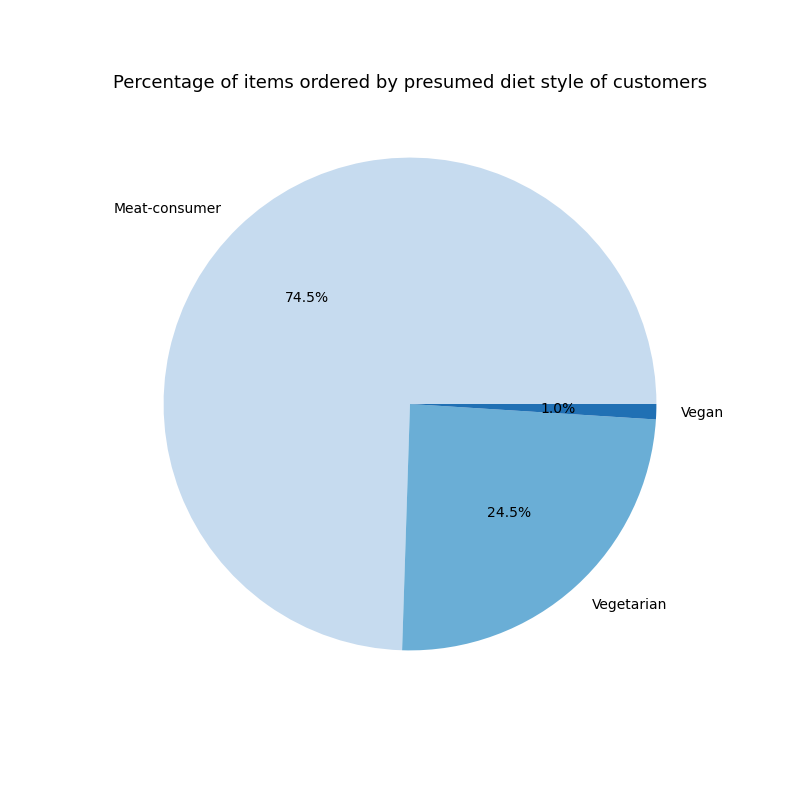 Percentage of items ordered by presumed diet style of customers
Meat-consumer
74.5%
1.0%
Vegan
24.5%
Vegetarian